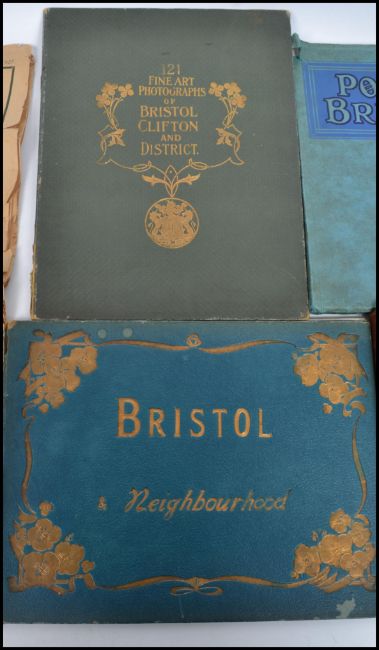 121
FINE ART
PHOTOGRAPHS
OF
BRISTOL
CLIFTON
AND
DISTRICT.
BRISTOL
& Neighbourhood